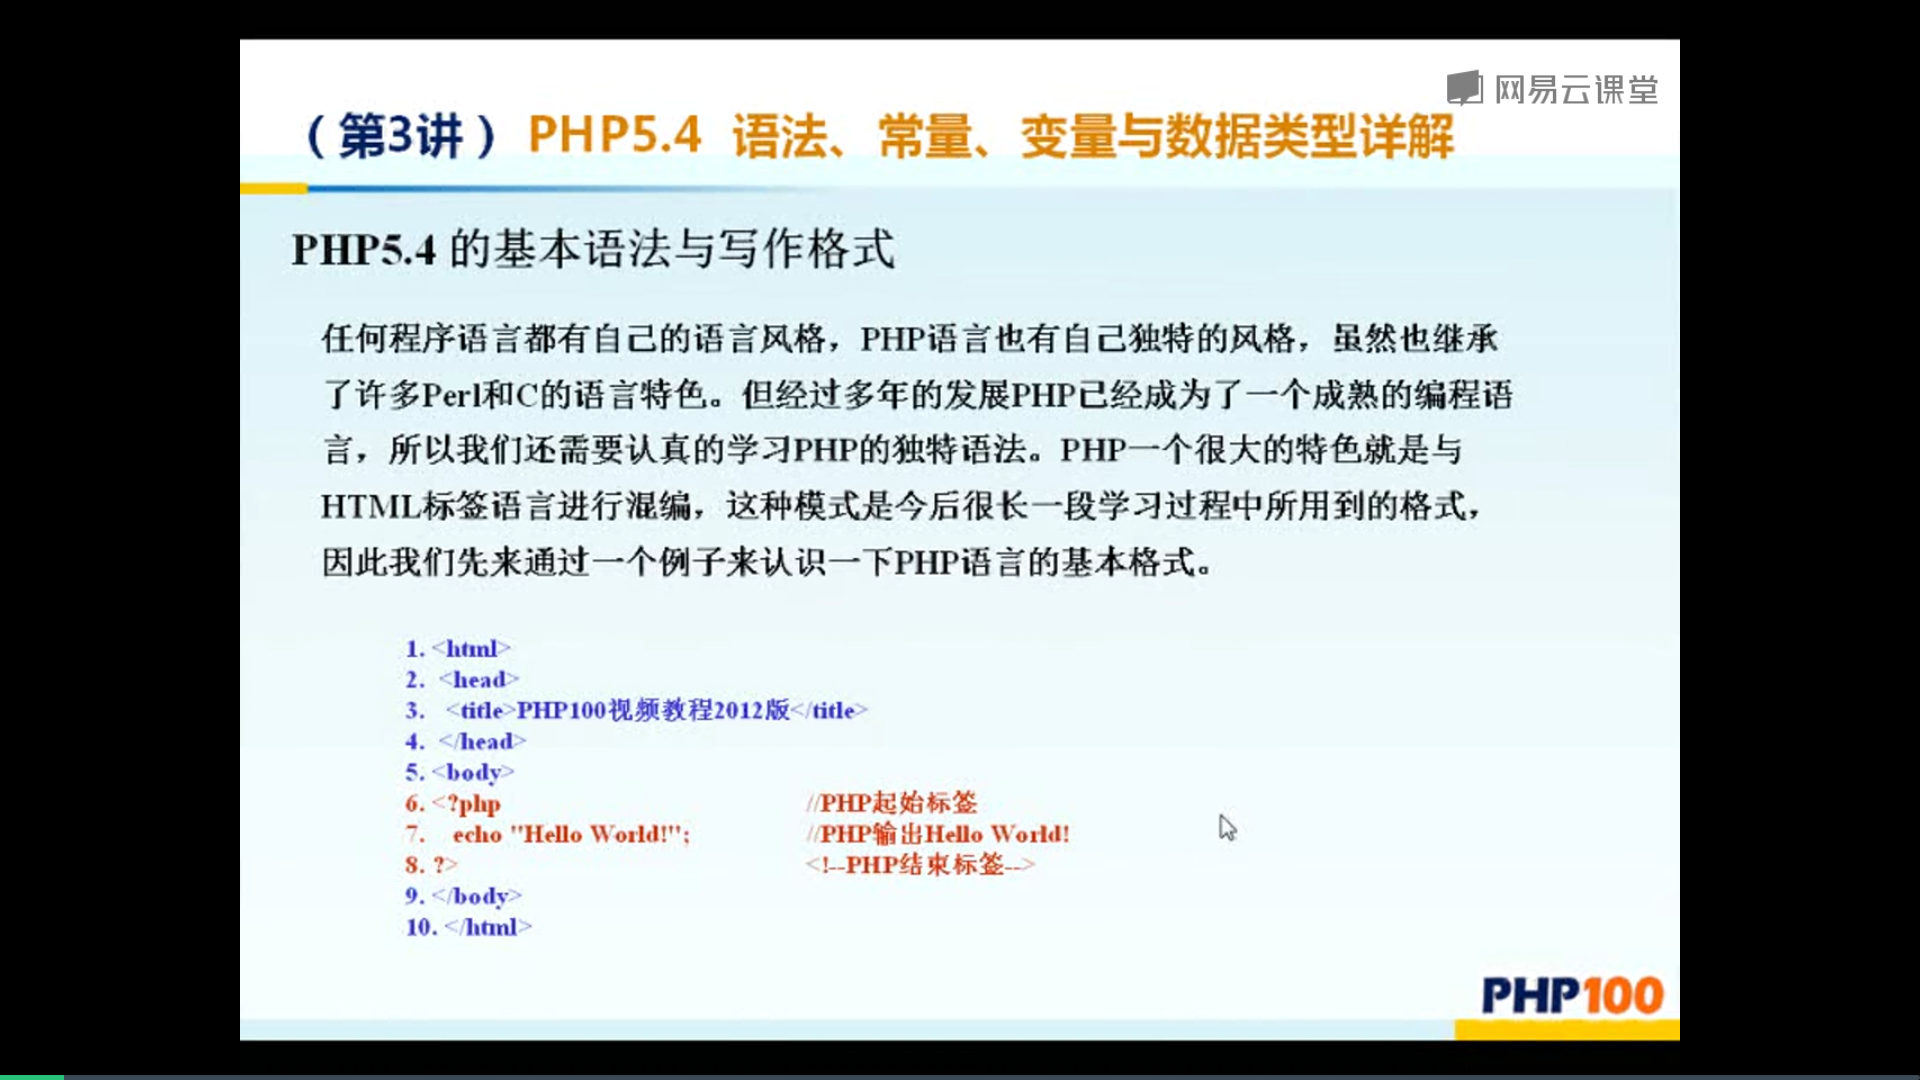 网易云课堂
（第3讲）PHP5.4 语法、常量、变量与数据类型详解
PHP5.4 的基本语法与写作格式
任何程序语言都有自己的语言风格，PHP语言也有自己独特的风格，虽然也继承
了许多Perl和C的语言特色。但经过多年的发展PHP已经成为了一个成熟的编程语
言，所以我们还需要认真的学习PHP的独特语法。PHP一个很大的特色就是与
HTML标签语言进行混编，这种模式是今后很长一段学习过程中所用到的格式，
因此我们先来通过一个例子来认识一下PHP语言的基本格式。
1. <html>
2. <head>
3. <title>PHP100视频教程2012版</title>
4. </head>
5. <body>
6. <?php //PHP起始标签
7. echo "Hello World!"; //PHP输出Hello World!
8. ?> <!--PHP结束标签-->
9. </body>
10. </html>
PHP100